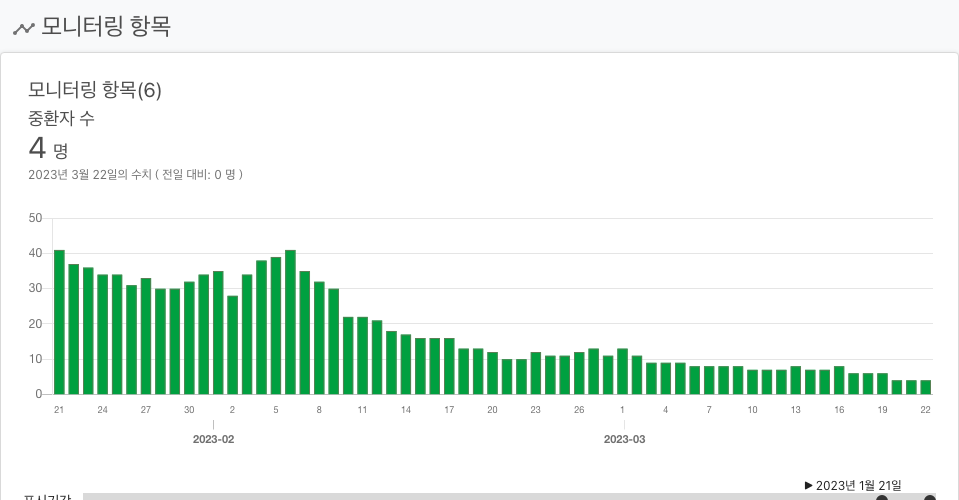 모니터링 항목
모니터링 항목(6)
중환자 수
4 명
2023년 3월 22일의 수치 ( 전일 대비: 0 명 )
50
40
30
20
10
0
21 24 27 30 2 5 8 11 14 17 20 23 26 1 4 7 10 13 16 19 22
2023-02 2023-03
▶ 2023년 1월 21일
표시기간